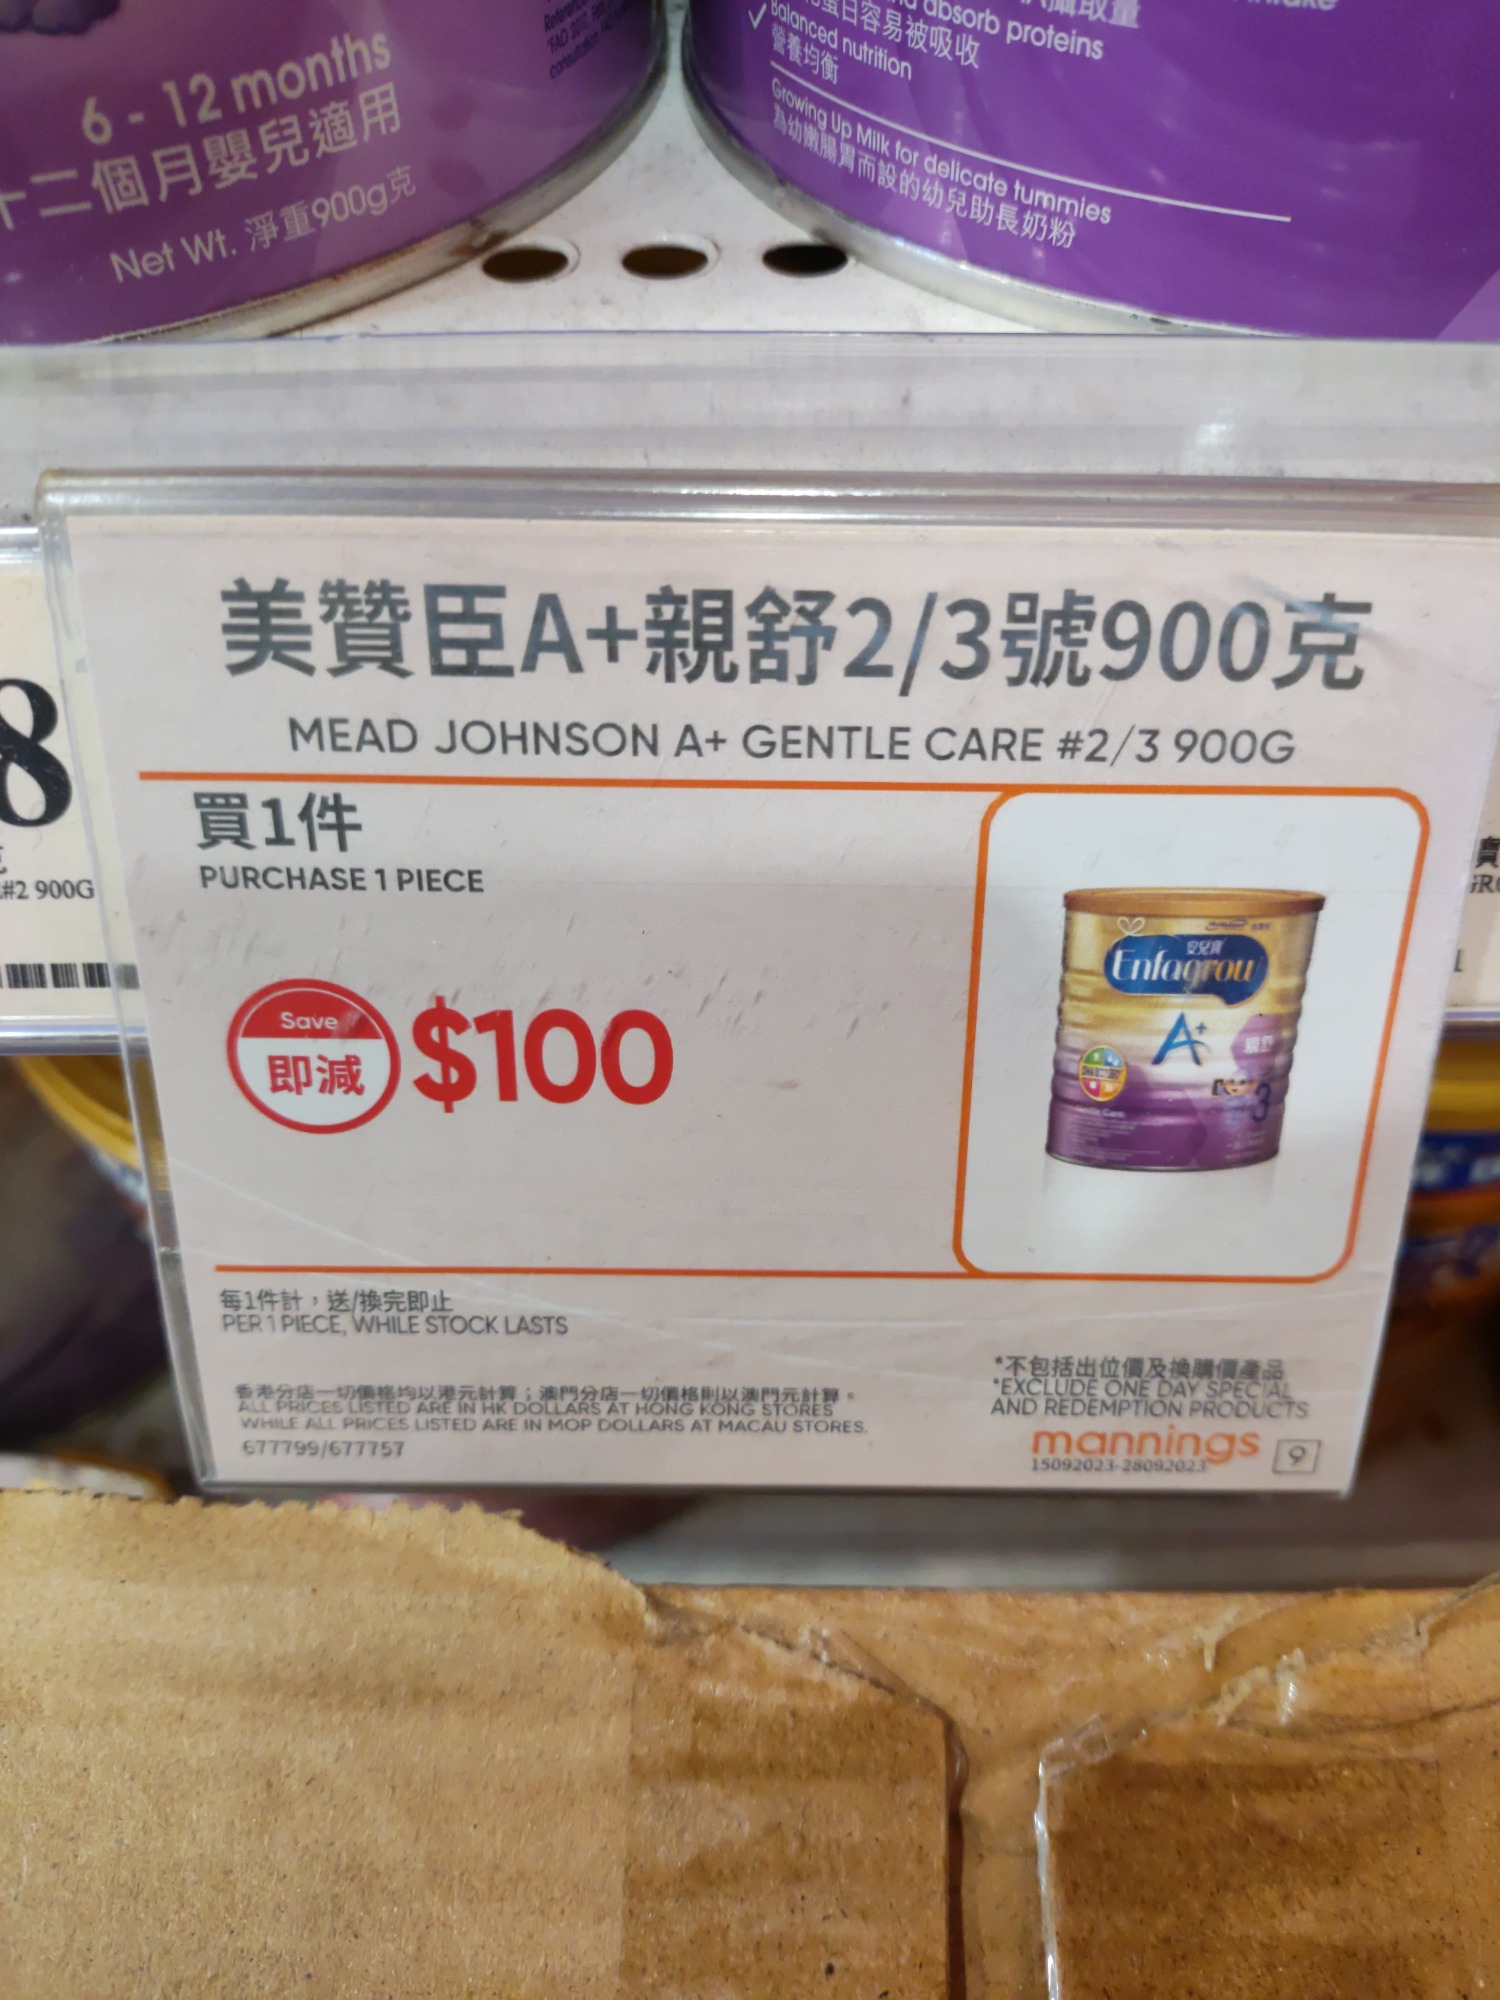 6 - 12 months
十二個月嬰兒適用
Net Wt. 淨重900g克
absorb proteins
蛋白容易被吸收
Balanced nutrition
營養均衡
Growing Up Milk for delicate tummies
為幼嫩腸胃而設的幼兒助長奶粉
美贊臣A+親舒2/3號900克
MEAD JOHNSON A+ GENTLE CARE #2/3 900G
買1件
PURCHASE 1 PIECE
Save
即減
$100
安兒寶
Enfagrow
A+
親舒
3
Gentle Care
8
#2 900G
每1件計，送/換完即止
PER 1 PIECE, WHILE STOCK LASTS
*不包括出位價及換購價產品
*EXCLUDE ONE DAY SPECIAL
AND REDEMPTION PRODUCTS
香港分店一切價格均以港元計算；澳門分店一切價格則以澳門元計算。
ALL PRICES LISTED ARE IN HK DOLLARS AT HONG KONG STORES
WHILE ALL PRICES LISTED ARE IN MOP DOLLARS AT MACAU STORES.
677799/677757
mannings
15092023-28092023
9